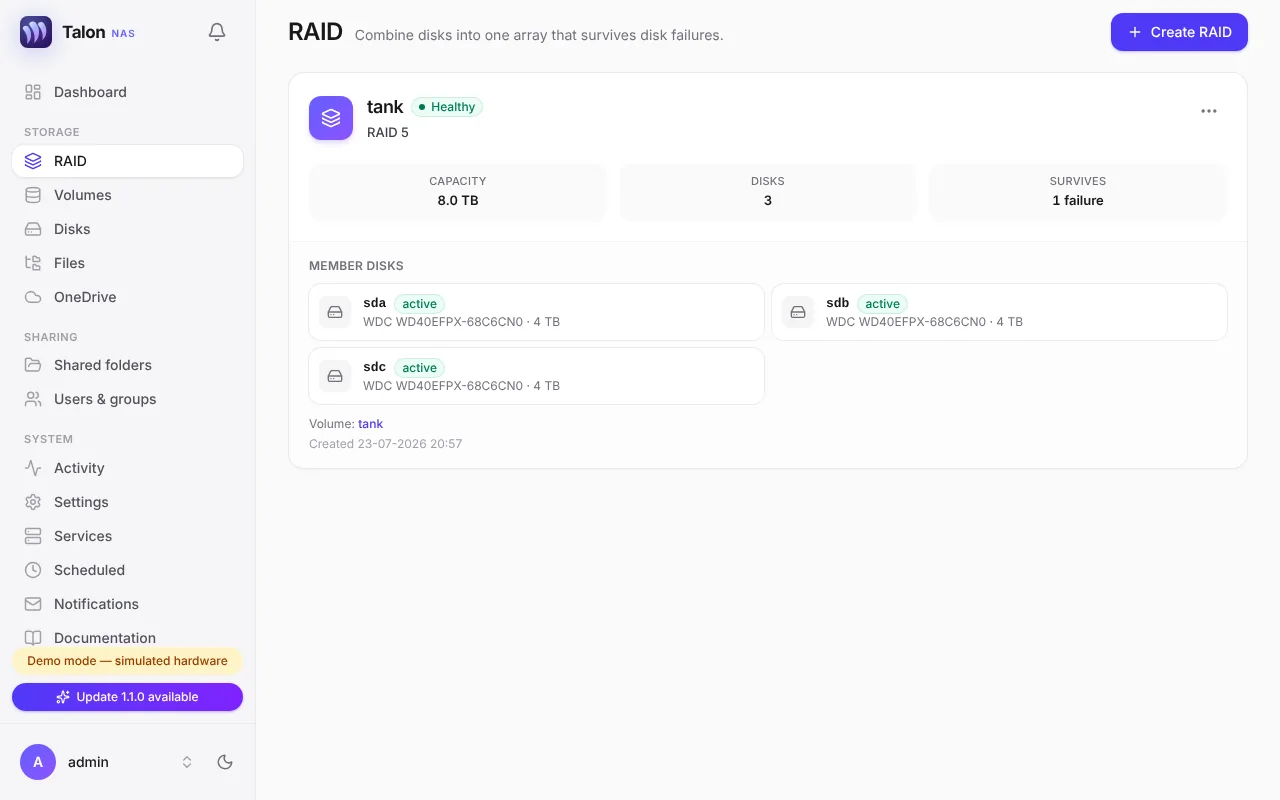 Talon NAS
Dashboard
STORAGE
RAID
Volumes
Disks
Files
OneDrive
SHARING
Shared folders
Users & groups
SYSTEM
Activity
Settings
Services
Scheduled
Notifications
Documentation
Demo mode — simulated hardware
Update 1.1.0 available
A admin
RAID Combine disks into one array that survives disk failures.
Create RAID
tank Healthy
RAID 5
CAPACITY
8.0 TB
DISKS
3
SURVIVES
1 failure
MEMBER DISKS
sda active
WDC WD40EFPX-68C6CN0 · 4 TB
sdb active
WDC WD40EFPX-68C6CN0 · 4 TB
sdc active
WDC WD40EFPX-68C6CN0 · 4 TB
Volume: tank
Created 23-07-2026 20:57